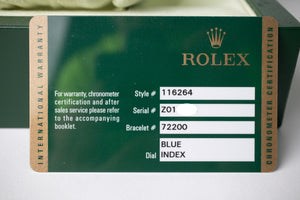 INTERNATIONAL WARRANTY
ROLEX
For warranty, chronometer
certification and after
sales service please refer
to the accompanying
booklet.
Style # 116264
Serial # Z01
Bracelet # 72200
Dial BLUE
INDEX
CHRONOMETER CERTIFICATION